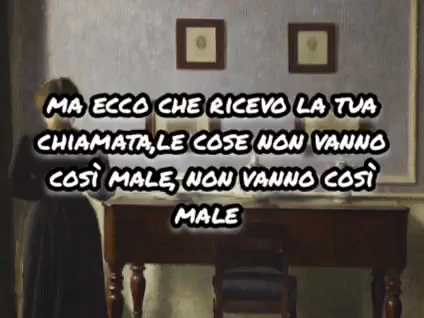 ma ecco che ricevo la tua
chiamata,le cose non vanno
così male, non vanno così
male